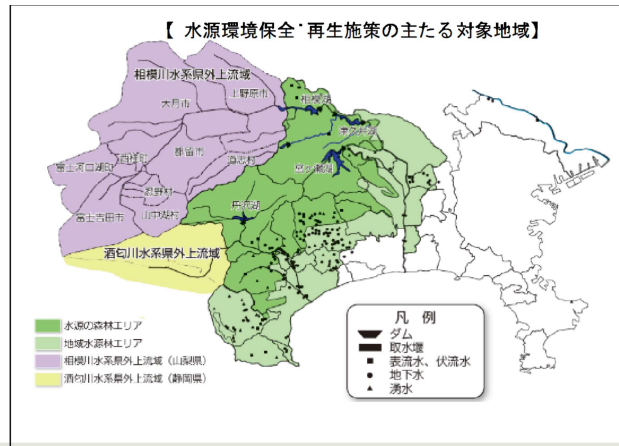 【 水源環境保全・再生施策の主たる対象地域】
相模川水系県外上流域
上野原市
大月市
相模湖
津久井湖
都留市
西桂町
道志村
宮ヶ瀬湖
富士河口湖町
忍野村
富士吉田市
山中湖村
丹沢湖
酒匂川水系県外上流域
水源の森林エリア
地域水源林エリア
相模川水系県外上流域（山梨県）
酒匂川水系県外上流域（静岡県）
凡 例
ダム
取水堰
表流水、伏流水
地下水
湧水